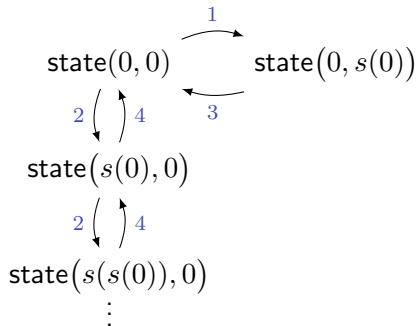 1
state(0, 0) state(0, s(0))
3
2 4
state(s(0), 0)
2 4
state(s(s(0)), 0)
⋮